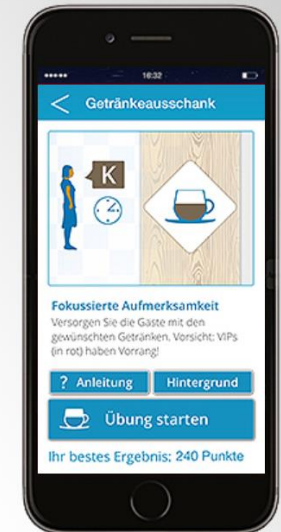 16:32
Getränkeausschank
K
Fokussierte Aufmerksamkeit
Versorgen Sie die Gäste mit den
gewünschten Getränken. Vorsicht: VIPs
(in rot) haben Vorrang!
? Anleitung
Hintergrund
Übung starten
Ihr bestes Ergebnis: 240 Punkte